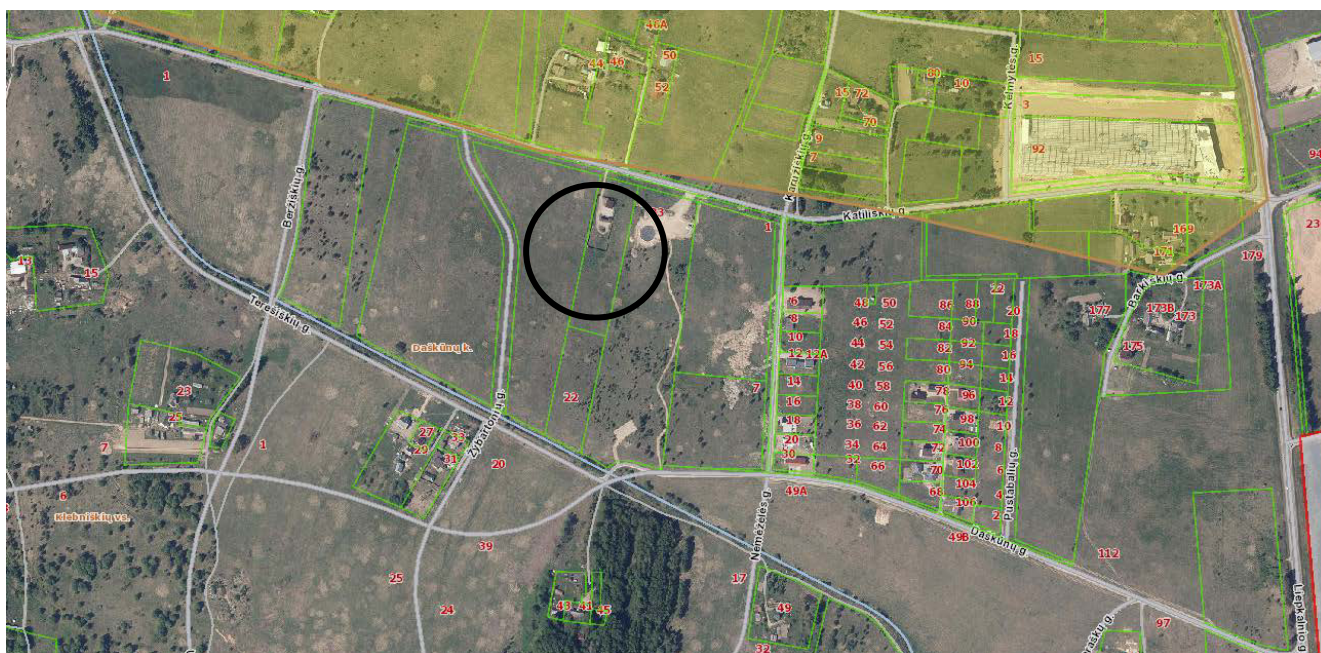 48A
50
44 46
52
15
80 10
15 72
3
70
9
7
92
94
1
Kelmytės g.
Karužiškių g.
Katiliškių g.
1
169
171
23
179
Beržiškių g.
13
15
Terešiškių g.
Daškūnų k.
22
7
Barkiškių g.
173A
177 173B
173
175
6 48 50 86 88 22
8 46 52 84 90 20
10 44 54 82 92 18
12 12A 42 56 80 94 16
14 40 58 78 96 14
16 38 60 76 98 12
18 36 62 74 100 10
20 34 64 72 102 8
30 32 66 70 104 6
68 106 4
2
Pustabalių g.
23
25
7
1
27 33
29 31
20
6
Klebniškių vs.
39
25
24
43 41 45
49A
Nemėželės g.
17
49
32
49B
Daškūnų g.
112
97
Liepkalnio g.